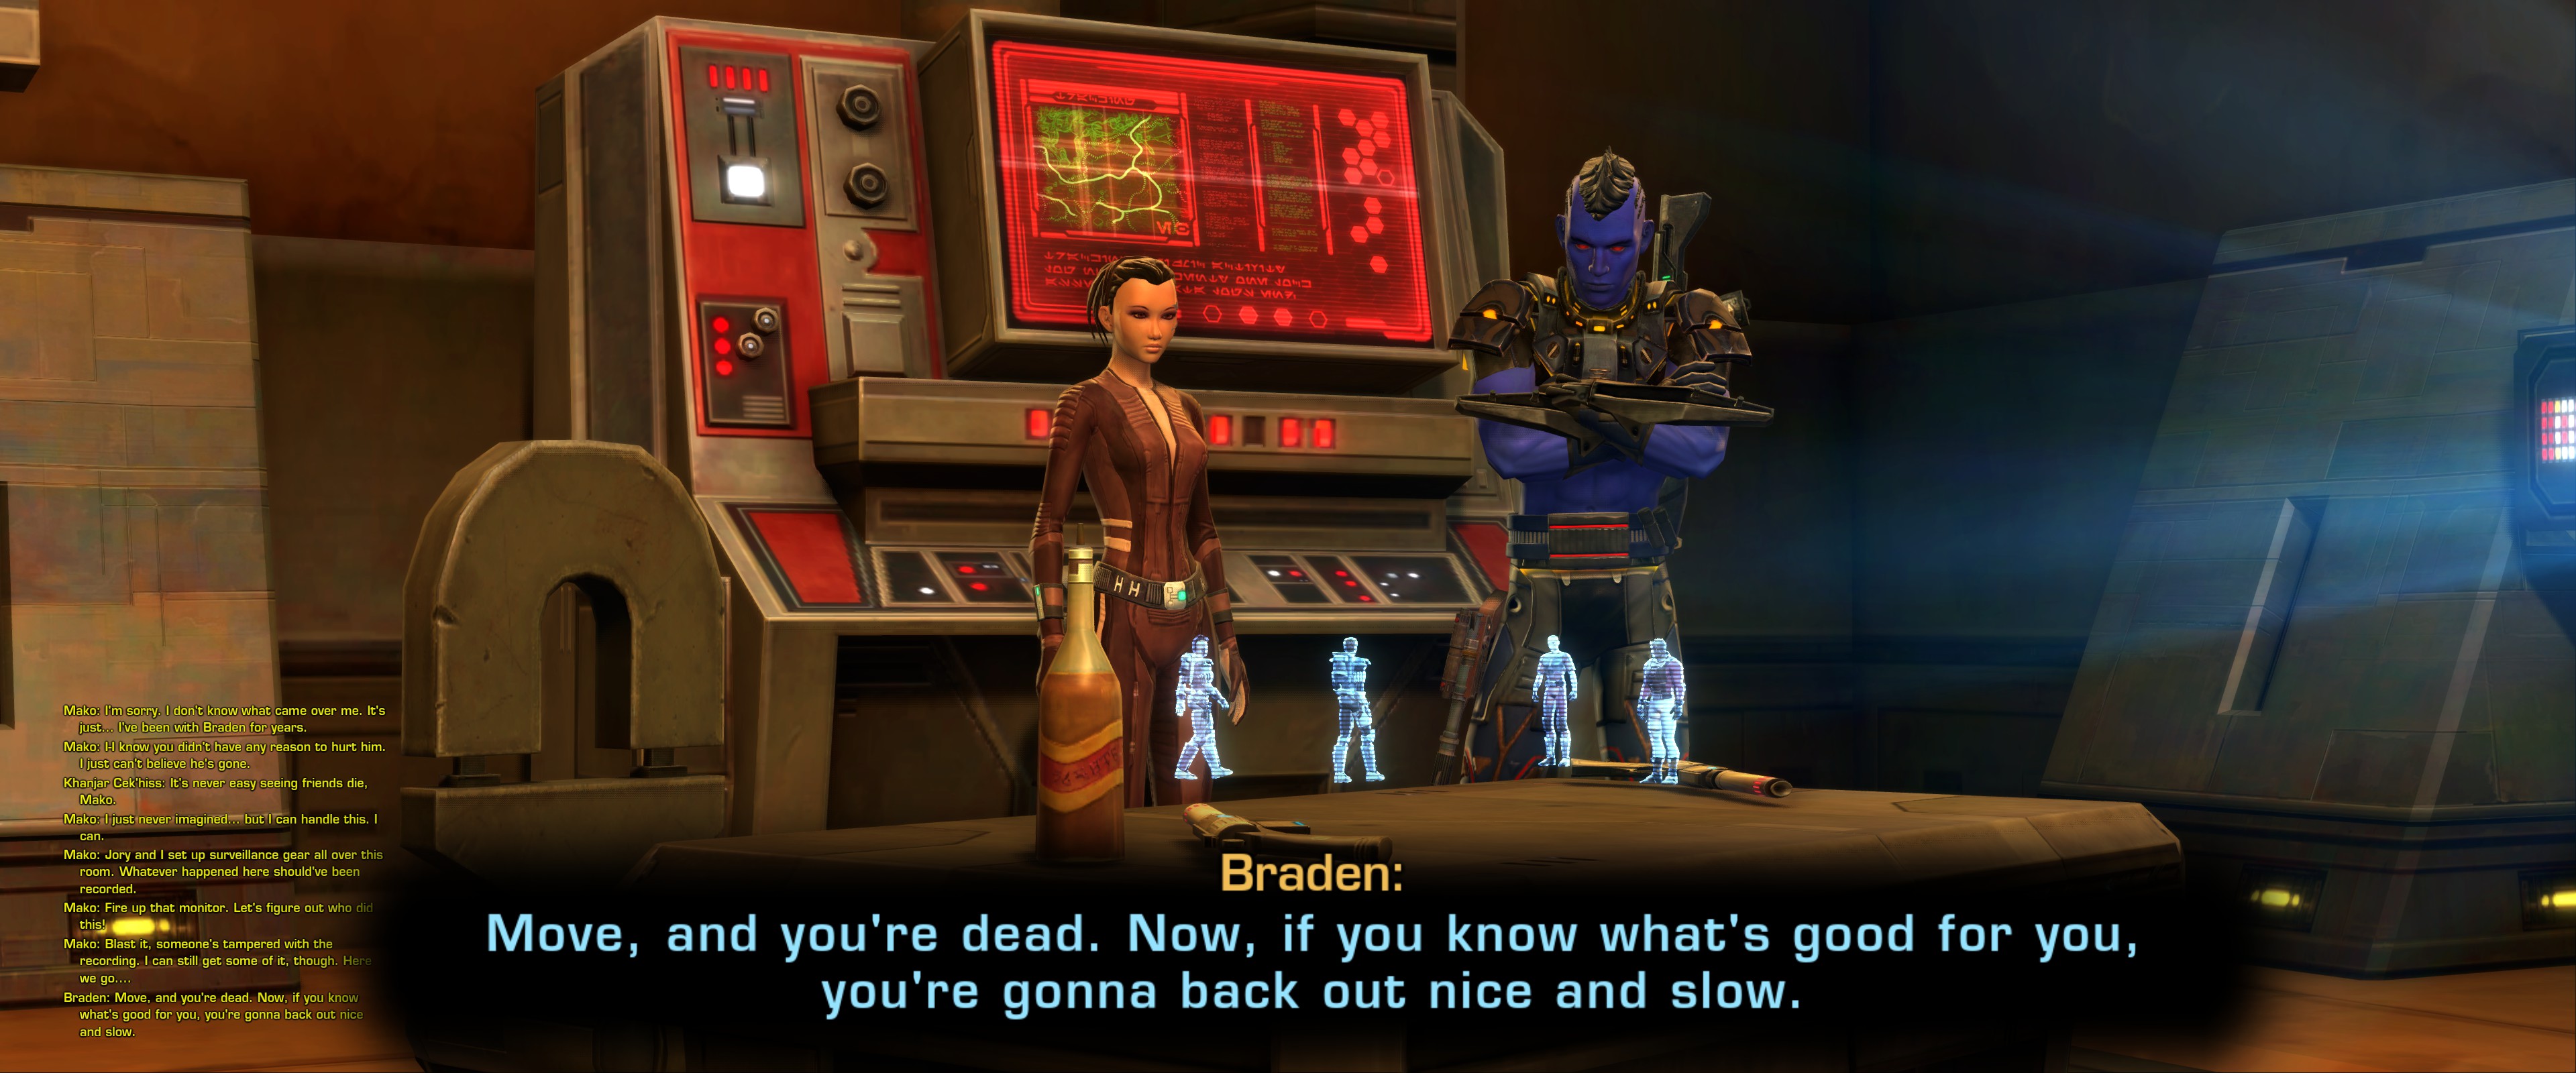 Mako: I'm sorry. I don't know what came over me. It's
just... I've been with Braden for years.
Mako: I-I know you didn't have any reason to hurt him.
I just can't believe he's gone.
Khanjar Cek'hiss: It's never easy seeing friends die,
Mako.
Mako: I just never imagined... but I can handle this. I
can.
Mako: Jory and I set up surveillance gear all over this
room. Whatever happened here should've been
recorded.
Mako: Fire up that monitor. Let's figure out who did
this!
Mako: Blast it, someone's tampered with the
recording. I can still get some of it, though. Here
we go....
Braden: Move, and you're dead. Now, if you know
what's good for you, you're gonna back out nice
and slow.
Braden:
Move, and you're dead. Now, if you know what's good for you,
you're gonna back out nice and slow.